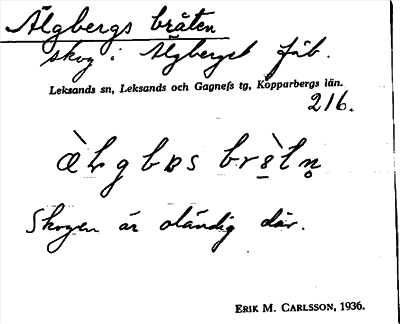 Älgbergs bråten
skog i Älgberget fäb.
Leksands sn, Leksands och Gagnefs tg, Kopparbergs län.
216.
Skogen är oländig där.
ERIK M. CARLSSON, 1936.